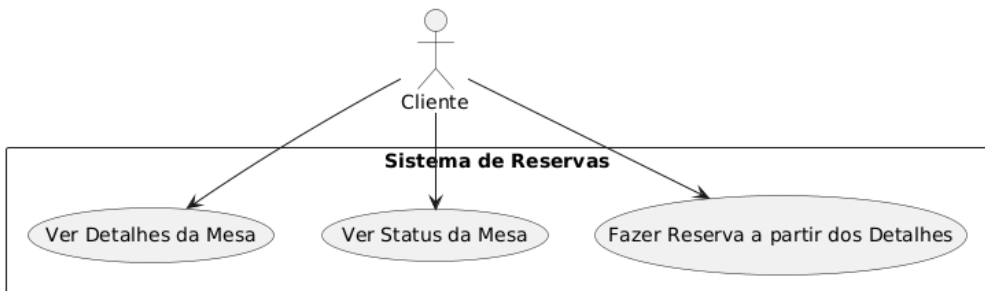 Cliente
Sistema de Reservas
Ver Detalhes da Mesa
Ver Status da Mesa
Fazer Reserva a partir dos Detalhes